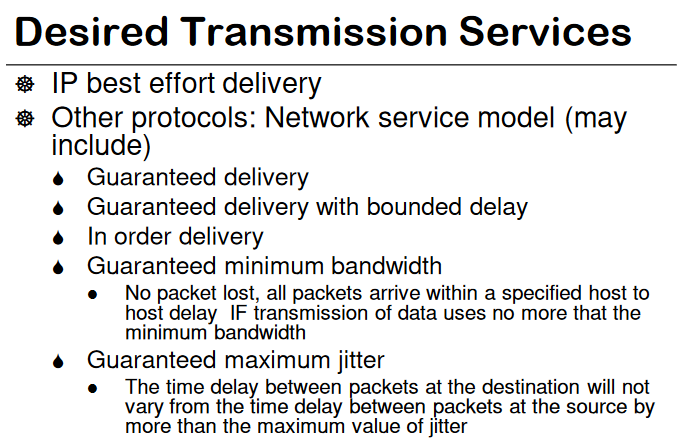 Desired Transmission Services
IP best effort delivery
Other protocols: Network service model (may
include)
Guaranteed delivery
Guaranteed delivery with bounded delay
In order delivery
Guaranteed minimum bandwidth
No packet lost, all packets arrive within a specified host to
host delay  IF transmission of data uses no more that the
minimum bandwidth
Guaranteed maximum jitter
The time delay between packets at the destination will not
vary from the time delay between packets at the source by
more than the maximum value of jitter